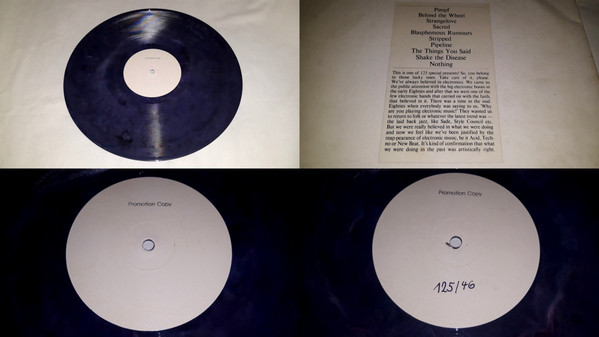 Pimpf
Behind the Wheel
Strangelove
Sacred
Blasphemous Rumours
Stripped
Pipeline
The Things You Said
Shake the Disease
Nothing
This is one of 125 special presents! So, you belong
to those lucky ones. Take care of it, please.
We've always believed in electronics. We came to
the public attention with the big electronic boom in
the early Eighties and after that we were one of the
few electronic bands that carried on with the faith,
that believed in it. There was a time in the mid
Eighties when everybody was saying to us, 'Why
are you playing electronic music?' They wanted us
to return to folk or whatever the latest trend was —
the laid back jazz, like Sade, Style Council etc.
But we were really believed in what we were doing
and now we feel like we've been justified by the
reappearance of electronic music, be it Acid, Tech-
no or New Beat. It's kind of confirmation that what
we were doing in the past was artistically right.
Promotion Copy
Promotion Copy
125/46